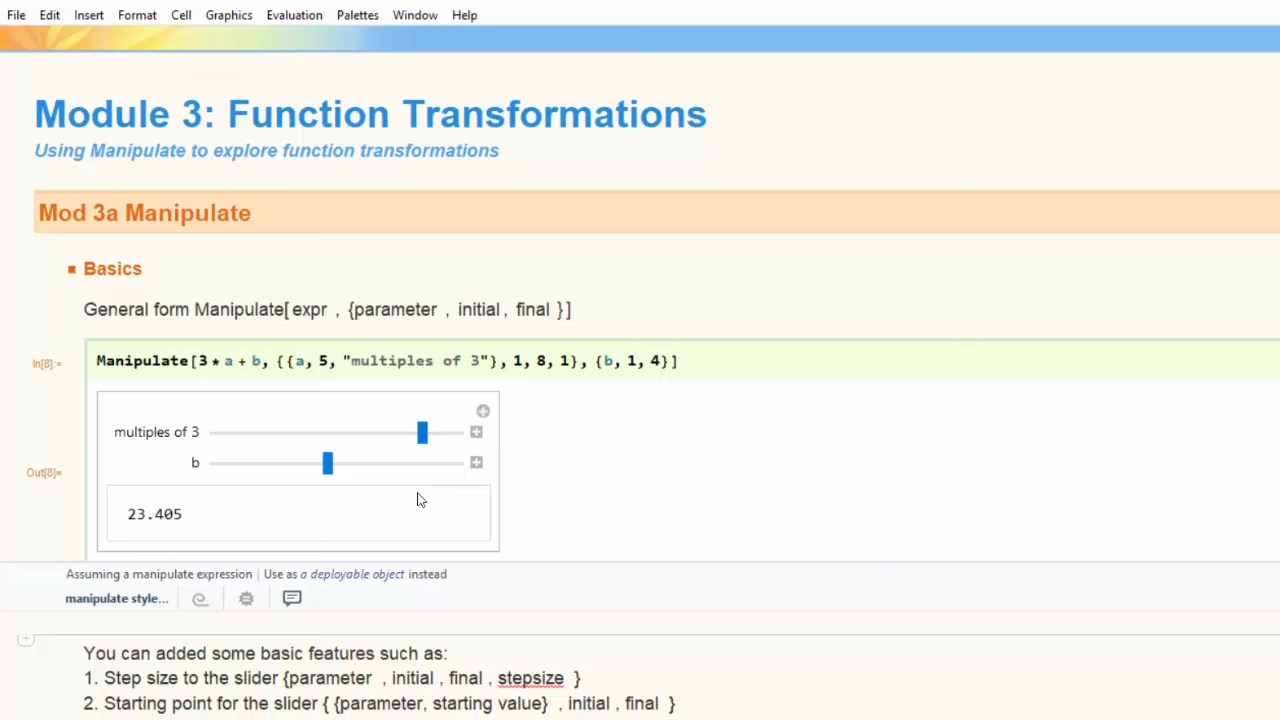 File Edit Insert Format Cell Graphics Evaluation Palettes Window Help
Module 3: Function Transformations
Using Manipulate to explore function transformations
Mod 3a Manipulate
Basics
General form Manipulate[ expr , {parameter , initial , final } ]
In[8]:= Manipulate[3 * a + b, {{a, 5, "multiples of 3"}, 1, 8, 1}, {b, 1, 4}]
multiples of 3
b
Out[8]=
23.405
Assuming a manipulate expression | Use as a deployable object instead
manipulate style...
You can added some basic features such as:
1. Step size to the slider {parameter , initial , final , stepsize }
2. Starting point for the slider { {parameter, starting value} , initial , final }